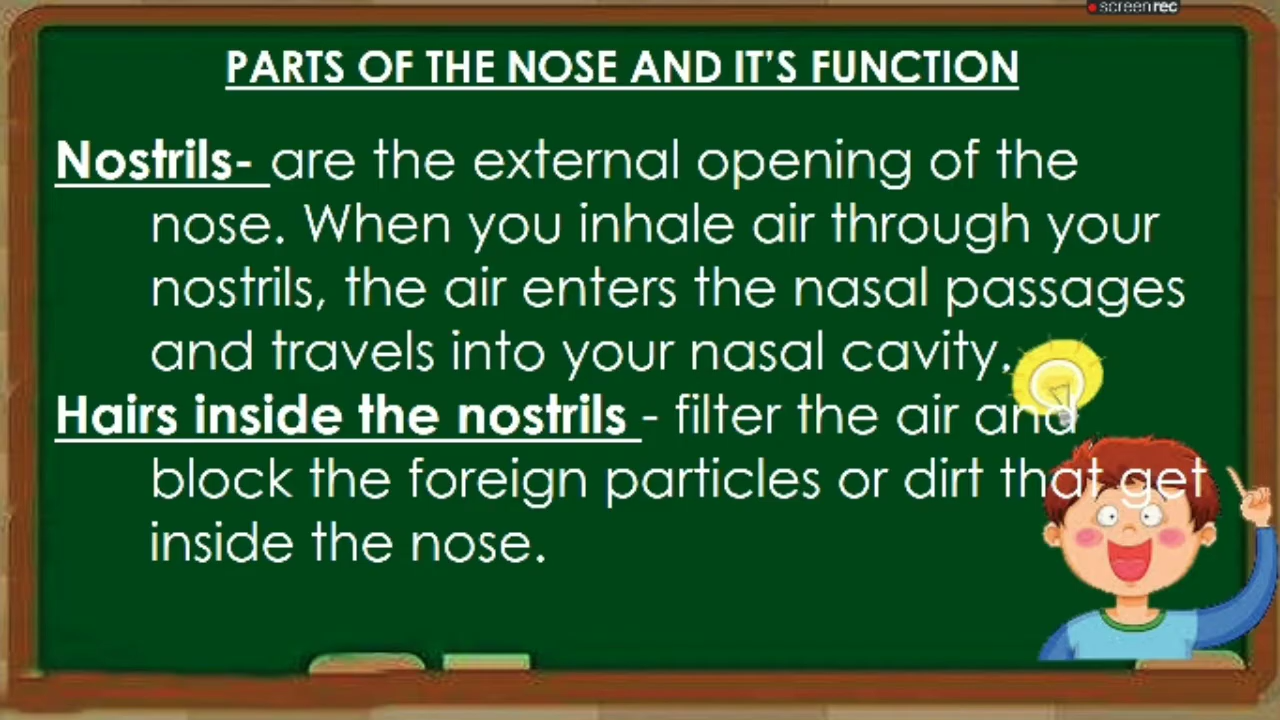 screenrec
PARTS OF THE NOSE AND IT'S FUNCTION
Nostrils- are the external opening of the
nose. When you inhale air through your
nostrils, the air enters the nasal passages
and travels into your nasal cavity.
Hairs inside the nostrils - filter the air and
block the foreign particles or dirt that get
inside the nose.